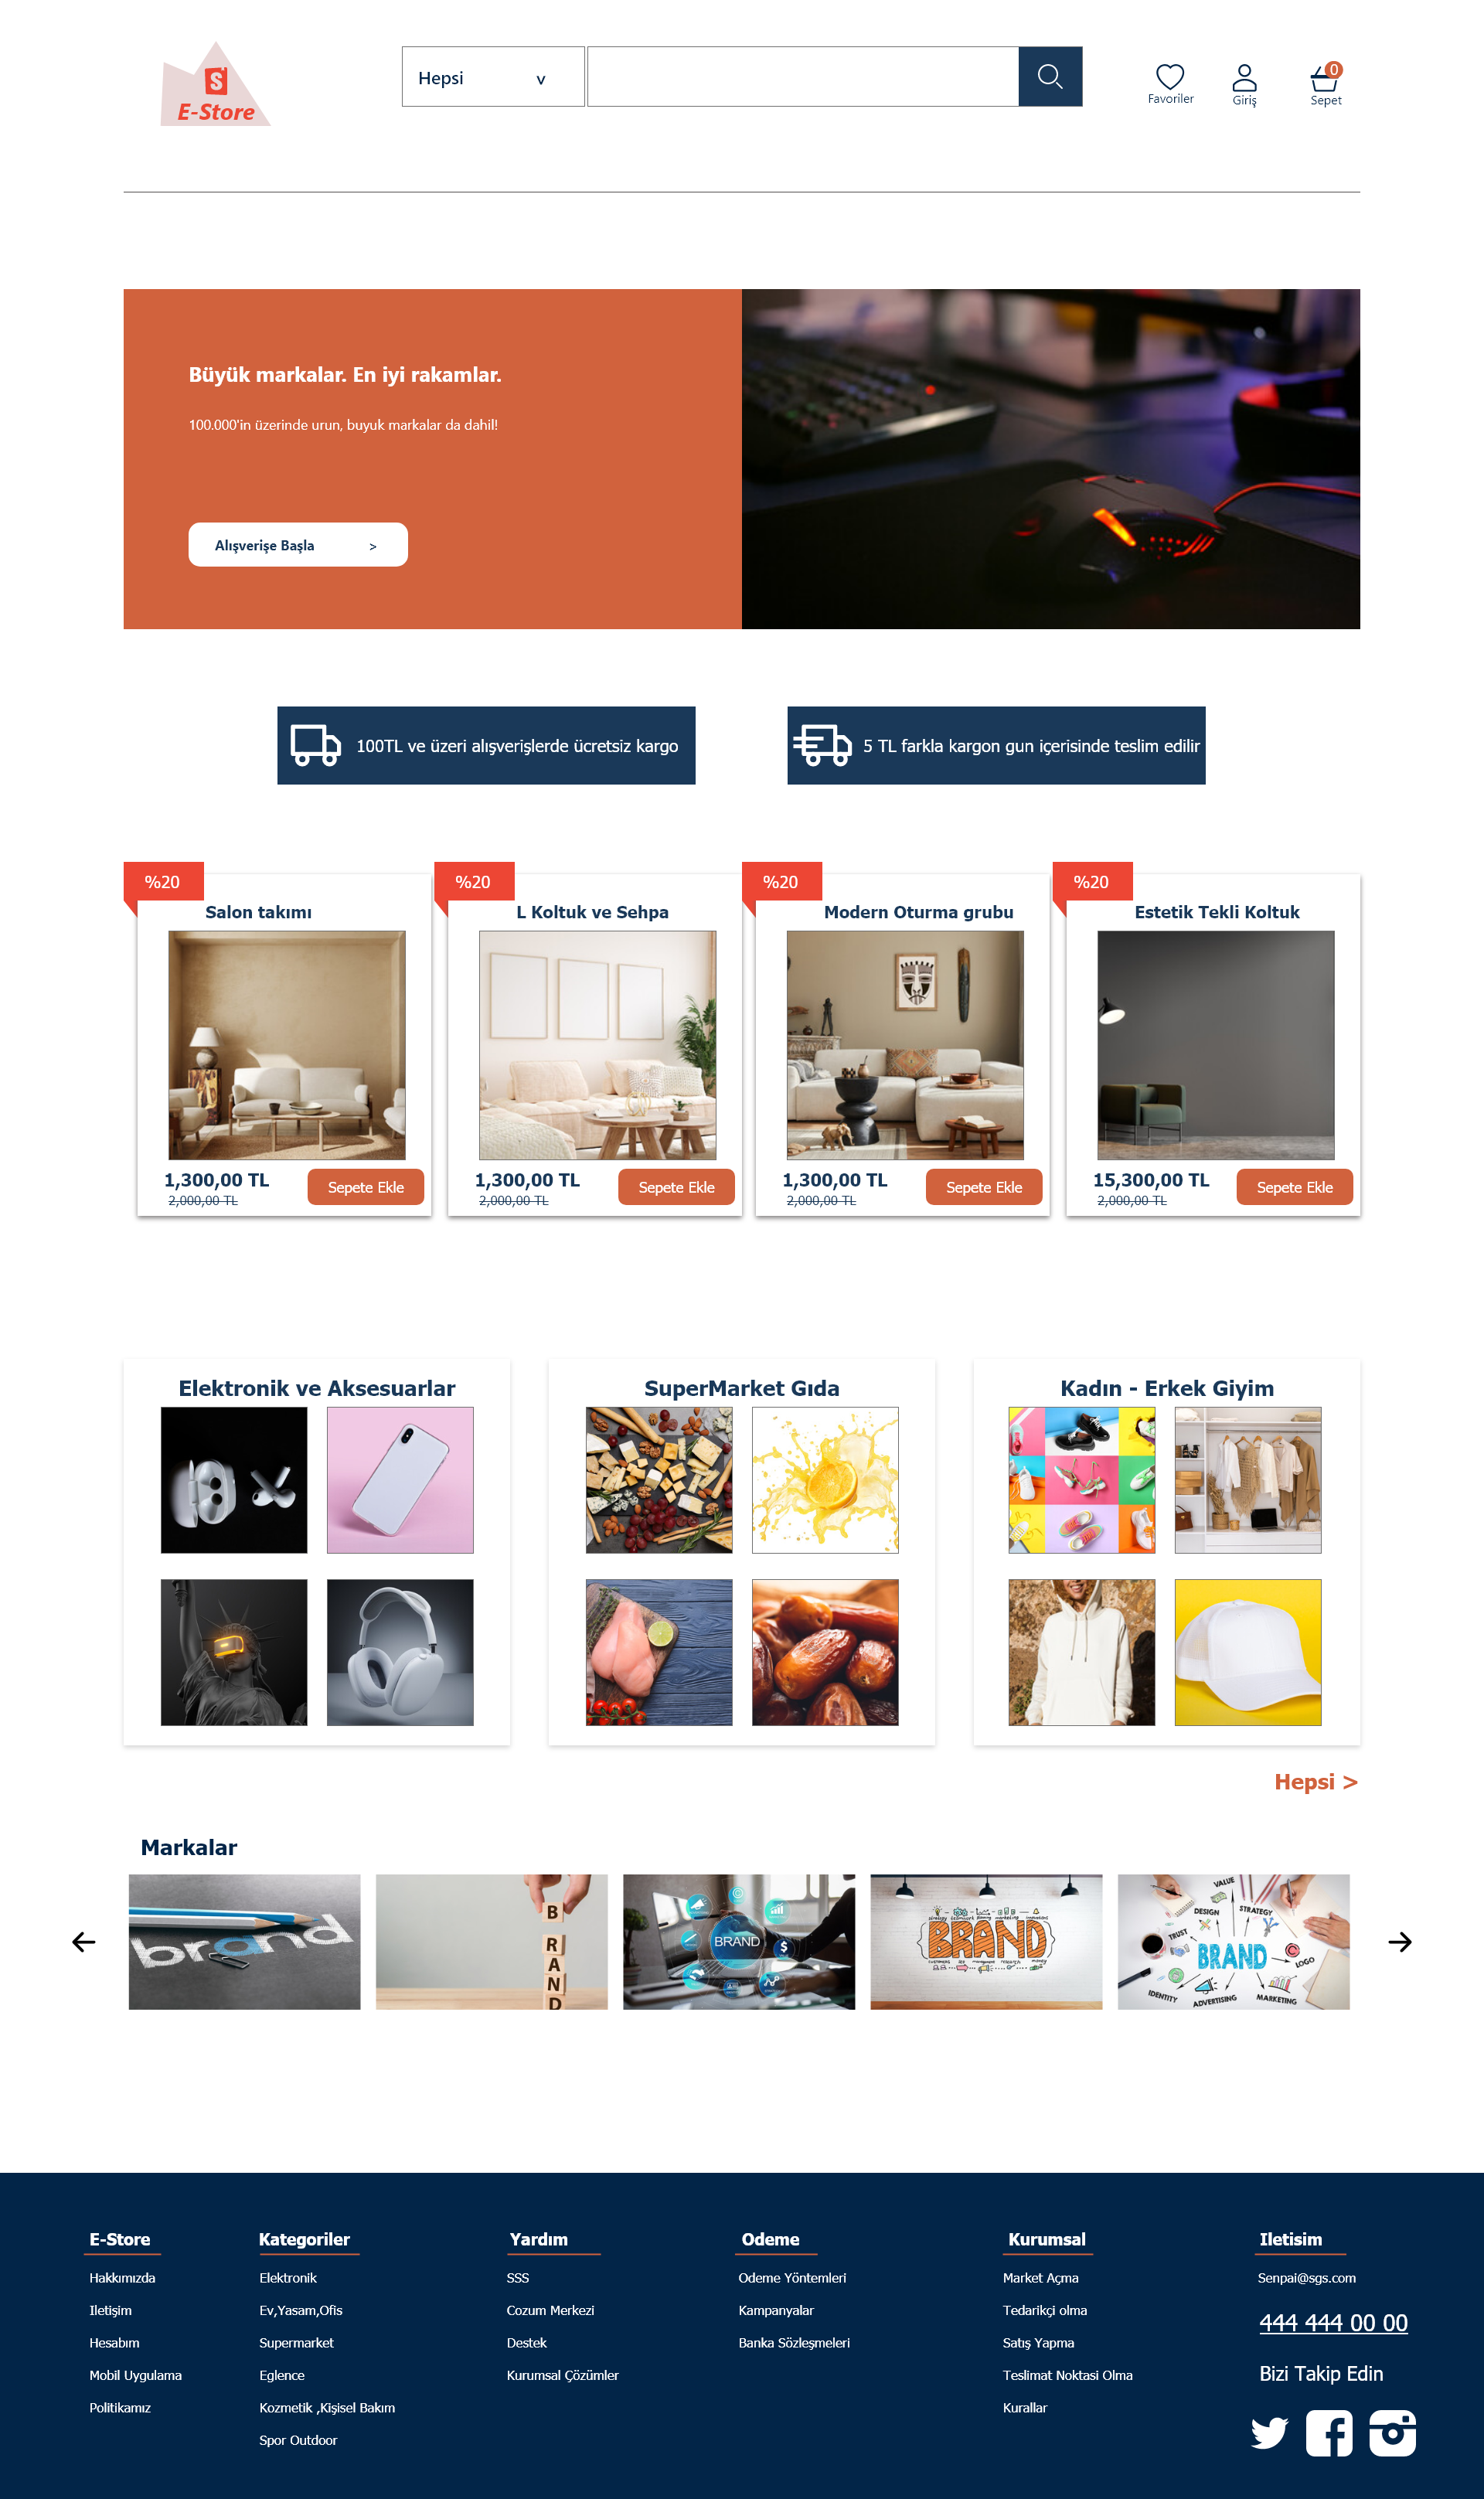 S
E-Store
Hepsi v
Favoriler
Giriş
0
Sepet
Büyük markalar. En iyi rakamlar.
100.000'in üzerinde urun, buyuk markalar da dahil!
Alışverişe Başla >
100TL ve üzeri alışverişlerde ücretsiz kargo
5 TL farkla kargon gun içerisinde teslim edilir
%20
%20
%20
%20
Salon takımı
L Koltuk ve Sehpa
Modern Oturma grubu
Estetik Tekli Koltuk
1,300,00 TL
2,000,00 TL
Sepete Ekle
1,300,00 TL
2,000,00 TL
Sepete Ekle
1,300,00 TL
2,000,00 TL
Sepete Ekle
15,300,00 TL
2,000,00 TL
Sepete Ekle
Elektronik ve Aksesuarlar
SuperMarket Gıda
Kadın - Erkek Giyim
Hepsi >
Markalar
brand
B
R
A
N
D
BRAND
$
BRAND
VALUE
DESIGN
STRATEGY
TRUST
BRAND
C
LOGO
IDENTITY
ADVERTISING
MARKETING
E-Store
Hakkımızda
Iletişim
Hesabım
Mobil Uygulama
Politikamız
Kategoriler
Elektronik
Ev,Yasam,Ofis
Supermarket
Eglence
Kozmetik ,Kişisel Bakım
Spor Outdoor
Yardım
SSS
Cozum Merkezi
Destek
Kurumsal Çözümler
Odeme
Odeme Yöntemleri
Kampanyalar
Banka Sözleşmeleri
Kurumsal
Market Açma
Tedarikçi olma
Satış Yapma
Teslimat Noktasi Olma
Kurallar
Iletisim
Senpai@sgs.com
444 444 00 00
Bizi Takip Edin